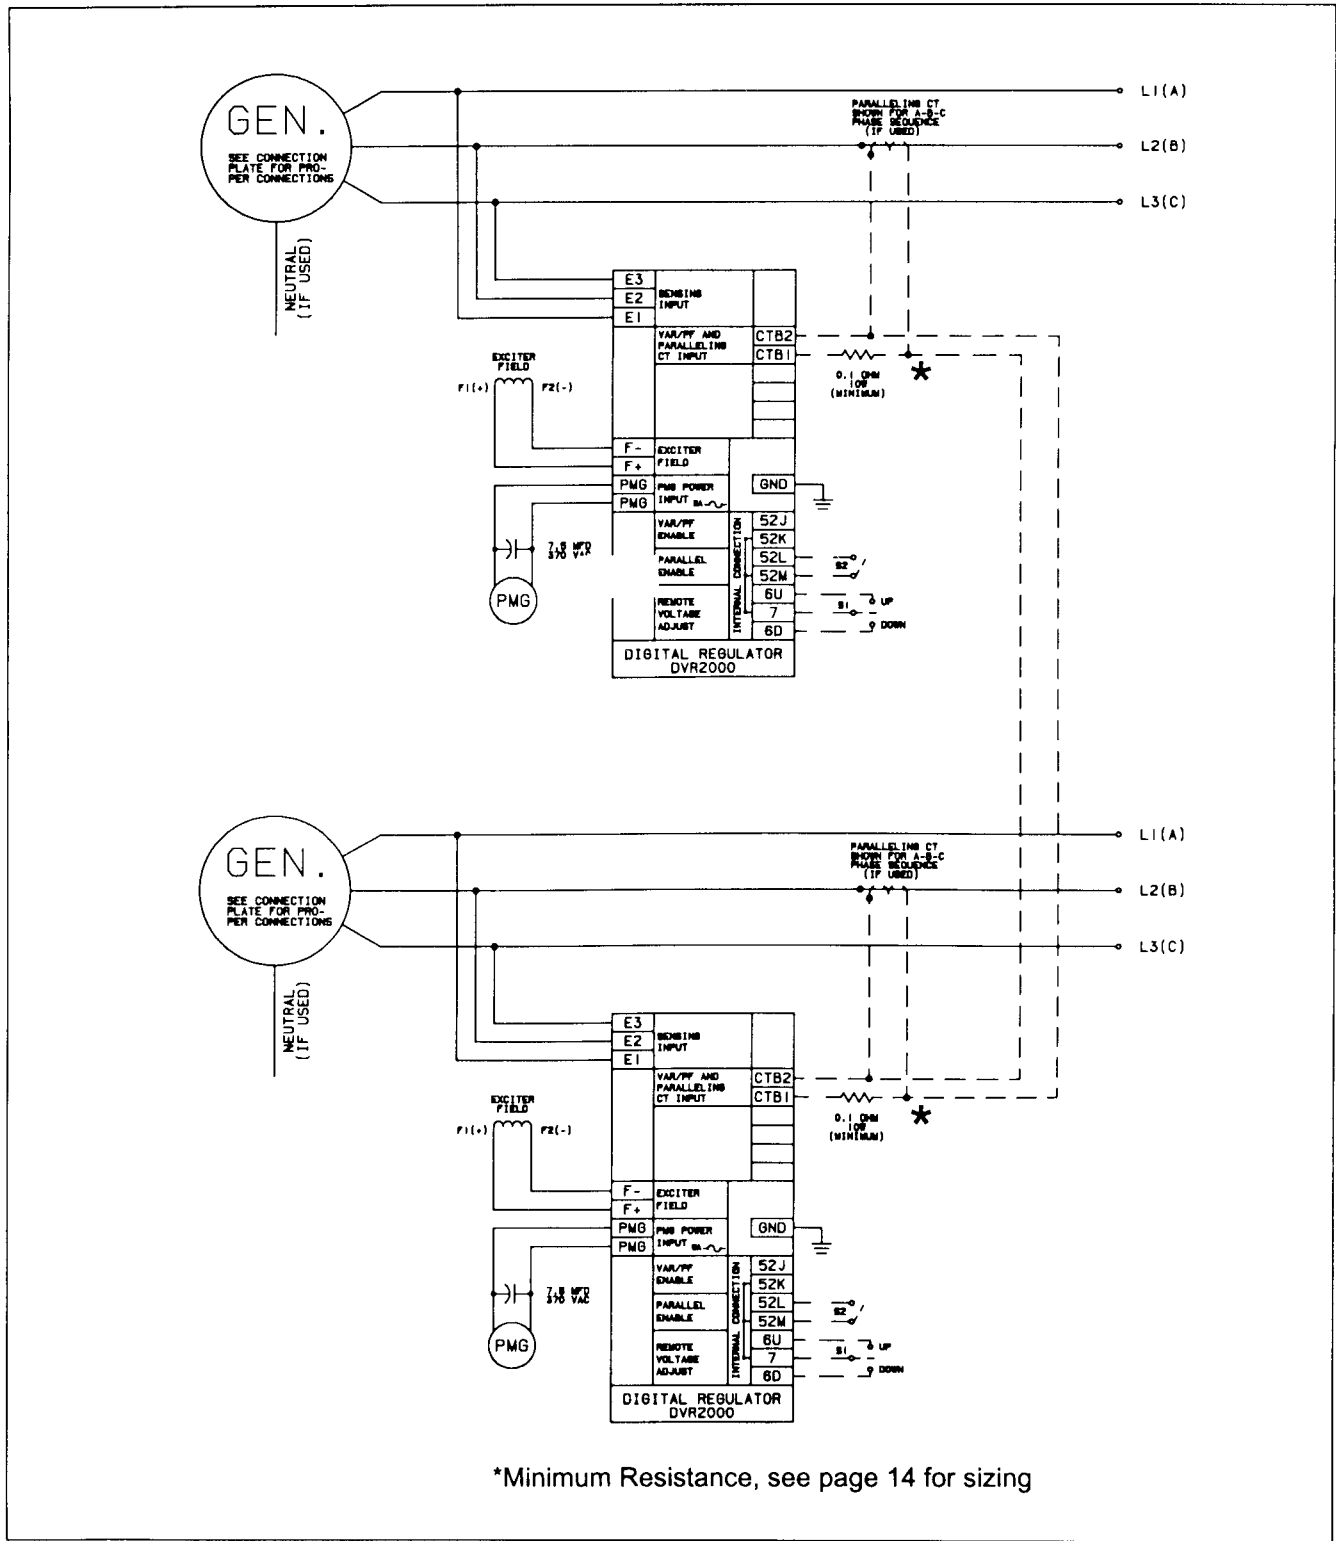 L1(A)
PARALLELING CT
SHOWN FOR A-B-C
PHASE SEQUENCE
(IF USED)
GEN.
SEE CONNECTION
PLATE FOR PRO-
PER CONNECTIONS
L2(B)
L3(C)
NEUTRAL
(IF USED)
E3
E2
E1
SENSING
INPUT
VAR/PF AND
PARALLELING
CT INPUT
CTB2
CTB1
*
0.1 OHM
10W
(MINIMUM)
EXCITER
FIELD
F1(+)
F2(-)
F-
F+
EXCITER
FIELD
PMG
PMG
PMG POWER
INPUT
GND
VAR/PF
ENABLE
PARALLEL
ENABLE
REMOTE
VOLTAGE
ADJUST
INTERNAL CONNECTION
52J
52K
52L
52M
6U
7
6D
S2
S1
UP
DOWN
7.5 MFD
370 VAC
PMG
DIGITAL REGULATOR
DVR2000
L1(A)
PARALLELING CT
SHOWN FOR A-B-C
PHASE SEQUENCE
(IF USED)
GEN.
SEE CONNECTION
PLATE FOR PRO-
PER CONNECTIONS
L2(B)
L3(C)
NEUTRAL
(IF USED)
E3
E2
E1
SENSING
INPUT
VAR/PF AND
PARALLELING
CT INPUT
CTB2
CTB1
*
0.1 OHM
10W
(MINIMUM)
EXCITER
FIELD
F1(+)
F2(-)
F-
F+
EXCITER
FIELD
PMG
PMG
PMG POWER
INPUT
GND
VAR/PF
ENABLE
PARALLEL
ENABLE
REMOTE
VOLTAGE
ADJUST
INTERNAL CONNECTION
52J
52K
52L
52M
6U
7
6D
S2
S1
UP
DOWN
7.5 MFD
370 VAC
PMG
DIGITAL REGULATOR
DVR2000
*Minimum Resistance, see page 14 for sizing